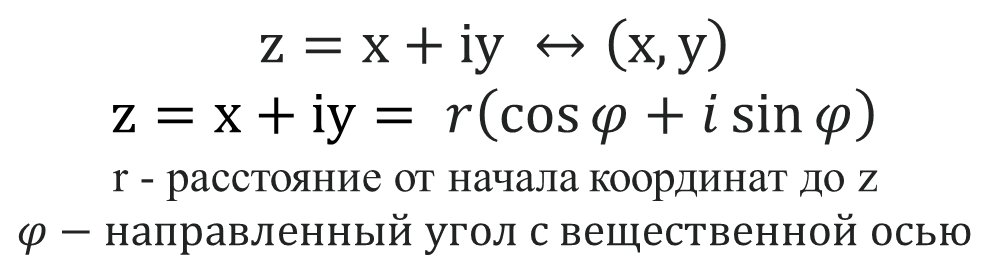 z = x + iy ↔ (x, y)
z = x + iy = r(cos φ + i sin φ)
r - расстояние от начала координат до z
φ − направленный угол с вещественной осью